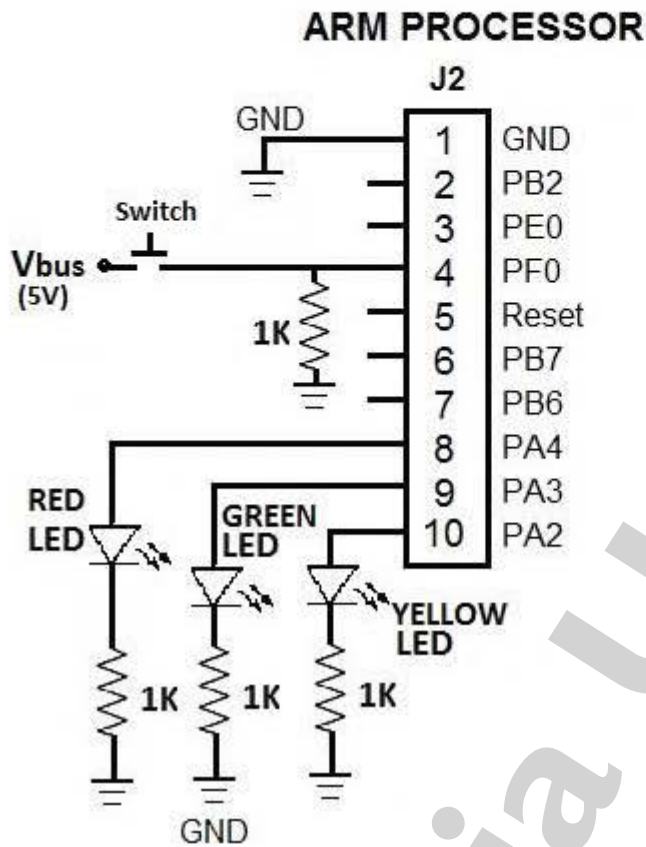 ARM PROCESSOR
J2
GND
1 GND
2 PB2
3 PE0
Switch
Vbus
(5V)
4 PF0
1K
5 Reset
6 PB7
7 PB6
8 PA4
9 PA3
10 PA2
RED
LED
GREEN
LED
YELLOW
LED
1K
1K
1K
GND